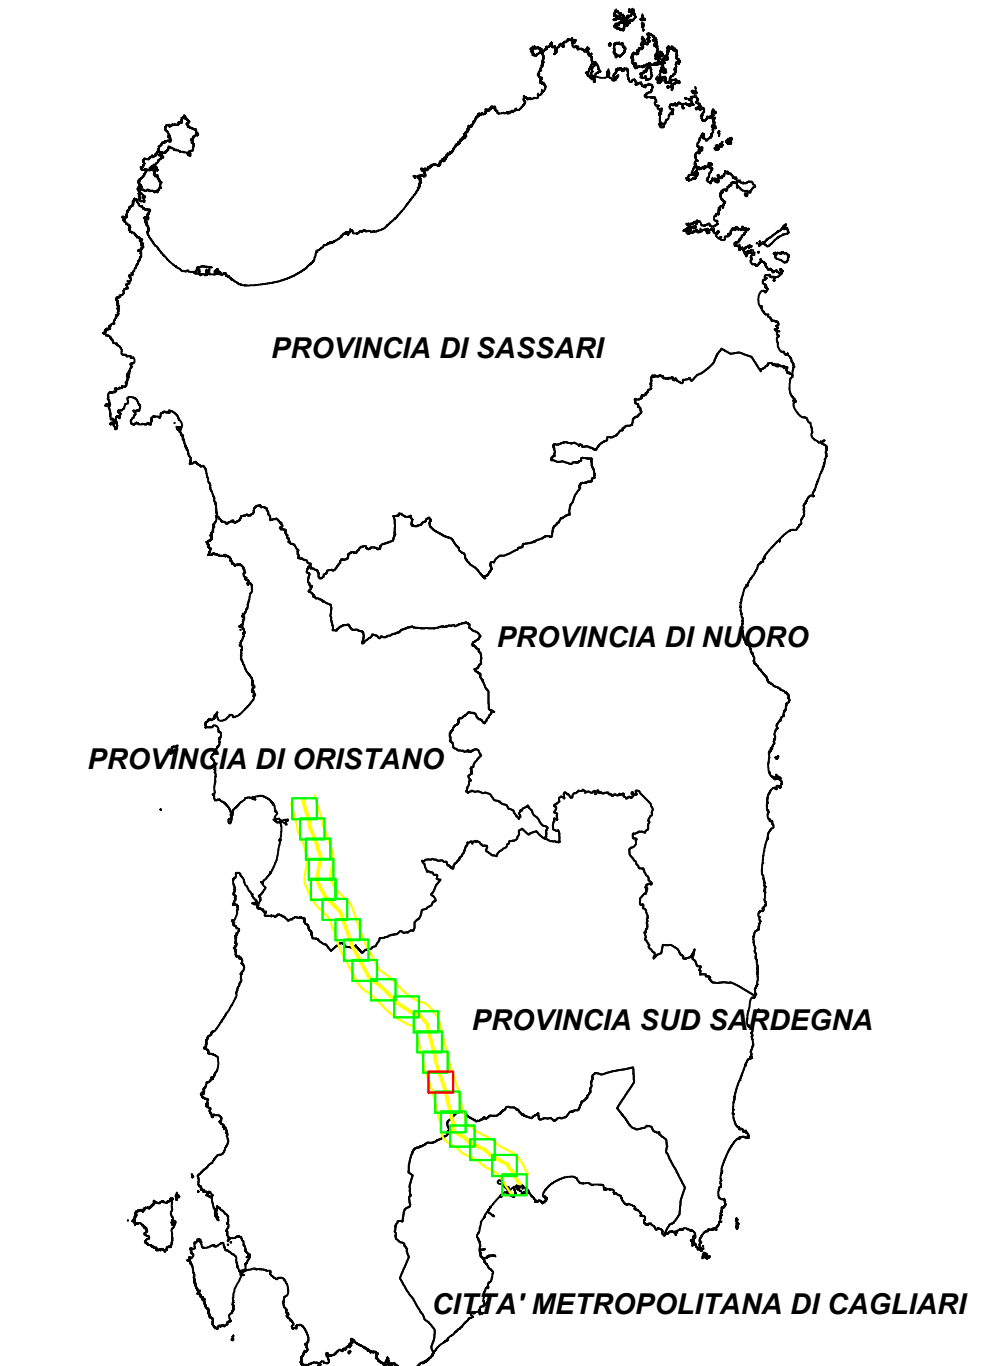 PROVINCIA DI SASSARI
PROVINCIA DI NUORO
PROVINCIA DI ORISTANO
PROVINCIA SUD SARDEGNA
CITTA' METROPOLITANA DI CAGLIARI